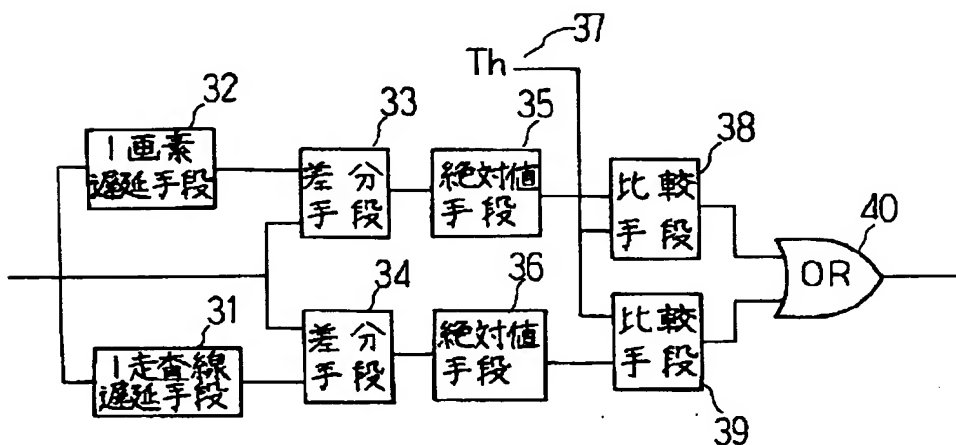 37
Th
32
33
35
38
1画素
遅延手段
差分
手段
絶対値
手段
比較
手段
40
OR
31
34
36
1走査線
遅延手段
差分
手段
絶対値
手段
比較
手段
39